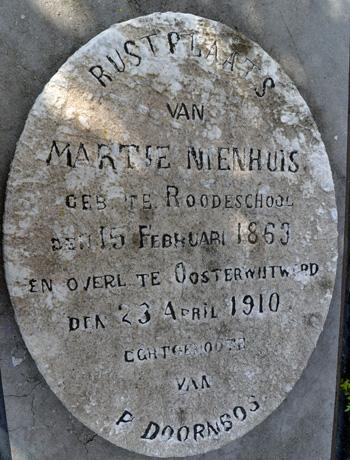 RUSTPLAATS
VAN
MARTJE NIENHUIS
GEB. TE ROODESCHOOL
DEN 15 FEBRUARI 1863
EN OVERL TE OOSTERWIJTWERD
DEN 23 APRIL 1910.
ECHTGENOOTE
VAN
P DOORNBOS.